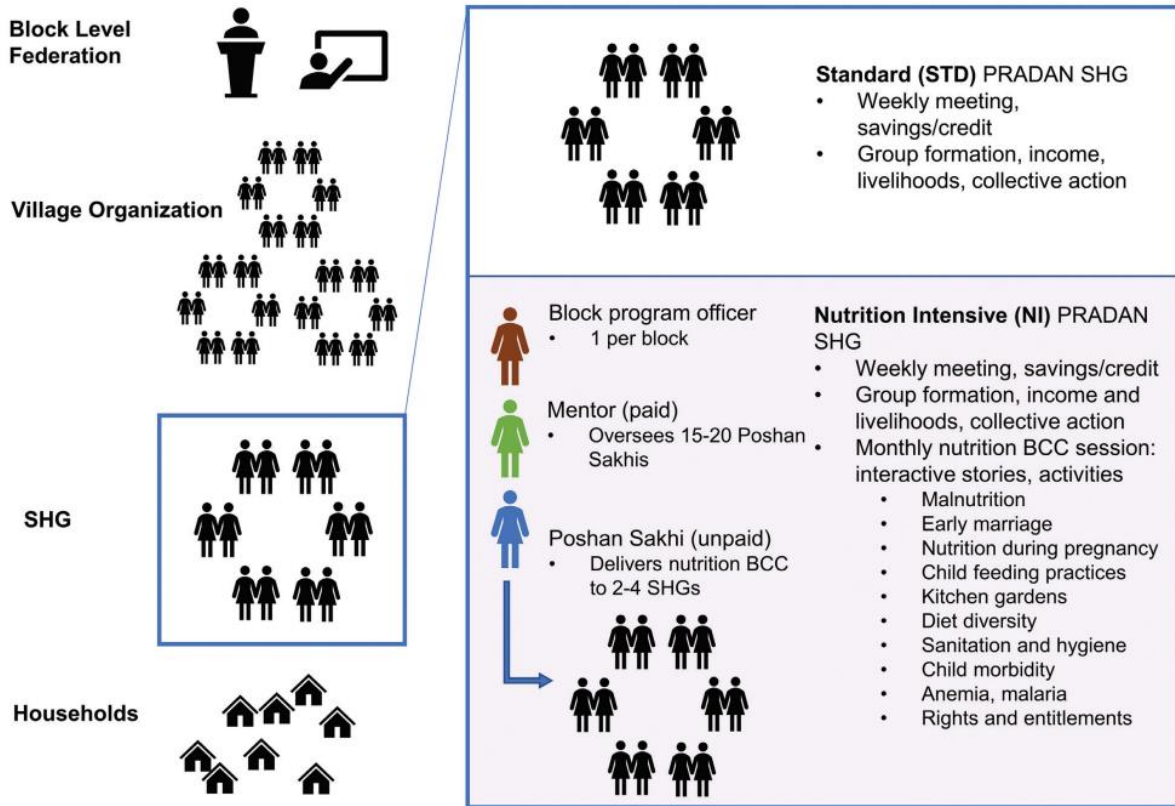 Block Level
Federation
Village Organization
SHG
Households
Standard (STD) PRADAN SHG
• Weekly meeting,
savings/credit
• Group formation, income,
livelihoods, collective action
Block program officer
• 1 per block
Mentor (paid)
• Oversees 15-20 Poshan
Sakhis
Poshan Sakhi (unpaid)
• Delivers nutrition BCC
to 2-4 SHGs
Nutrition Intensive (NI) PRADAN
SHG
• Weekly meeting, savings/credit
• Group formation, income and
livelihoods, collective action
• Monthly nutrition BCC session:
interactive stories, activities
• Malnutrition
• Early marriage
• Nutrition during pregnancy
• Child feeding practices
• Kitchen gardens
• Diet diversity
• Sanitation and hygiene
• Child morbidity
• Anemia, malaria
• Rights and entitlements